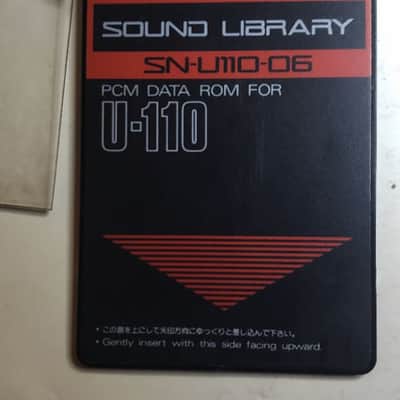 SOUND LIBRARY
SN-U110-06
PCM DATA ROM FOR
U-110
* この面を上にして矢印方向にゆっくりと差し込んで下さい。
* Gently insert with this side facing upward.